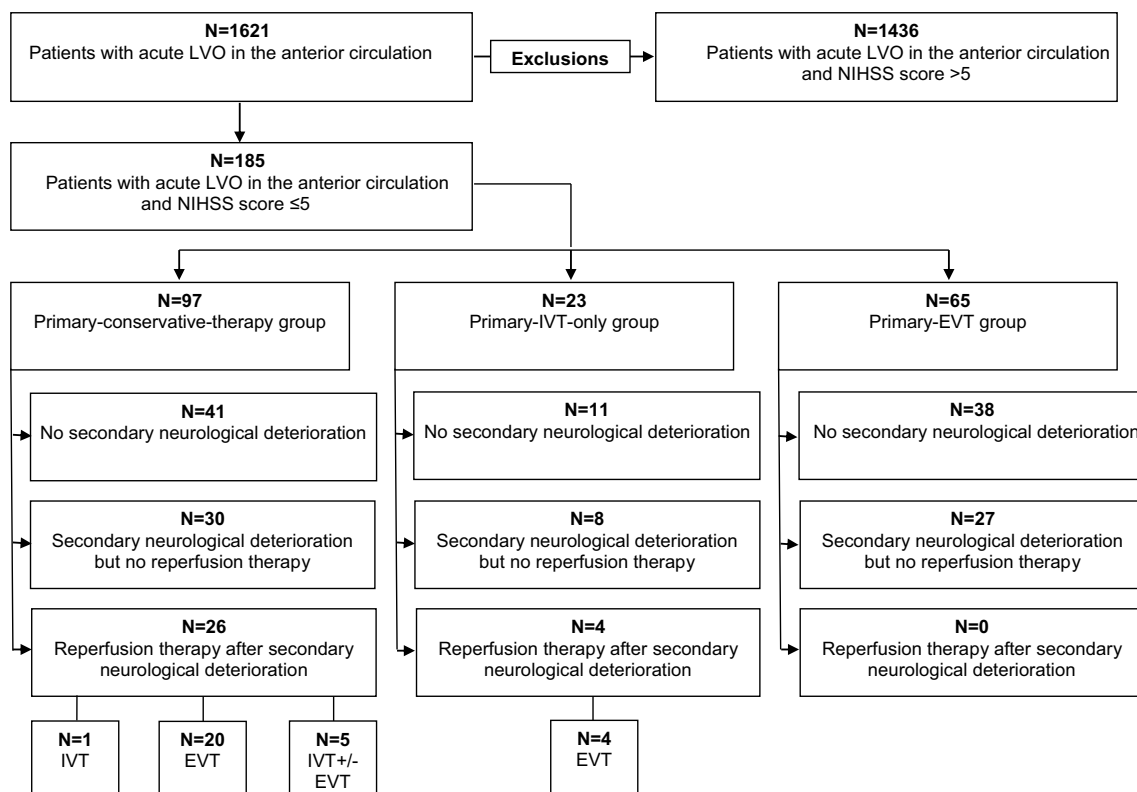 N=1621
Patients with acute LVO in the anterior circulation
Exclusions
N=1436
Patients with acute LVO in the anterior circulation
and NIHSS score >5
N=185
Patients with acute LVO in the anterior circulation
and NIHSS score ≤5
N=97
Primary-conservative-therapy group
N=23
Primary-IVT-only group
N=65
Primary-EVT group
N=41
No secondary neurological deterioration
N=11
No secondary neurological deterioration
N=38
No secondary neurological deterioration
N=30
Secondary neurological deterioration
but no reperfusion therapy
N=8
Secondary neurological deterioration
but no reperfusion therapy
N=27
Secondary neurological deterioration
but no reperfusion therapy
N=26
Reperfusion therapy after secondary
neurological deterioration
N=4
Reperfusion therapy after secondary
neurological deterioration
N=0
Reperfusion therapy after secondary
neurological deterioration
N=1
IVT
N=20
EVT
N=5
IVT+/-
EVT
N=4
EVT